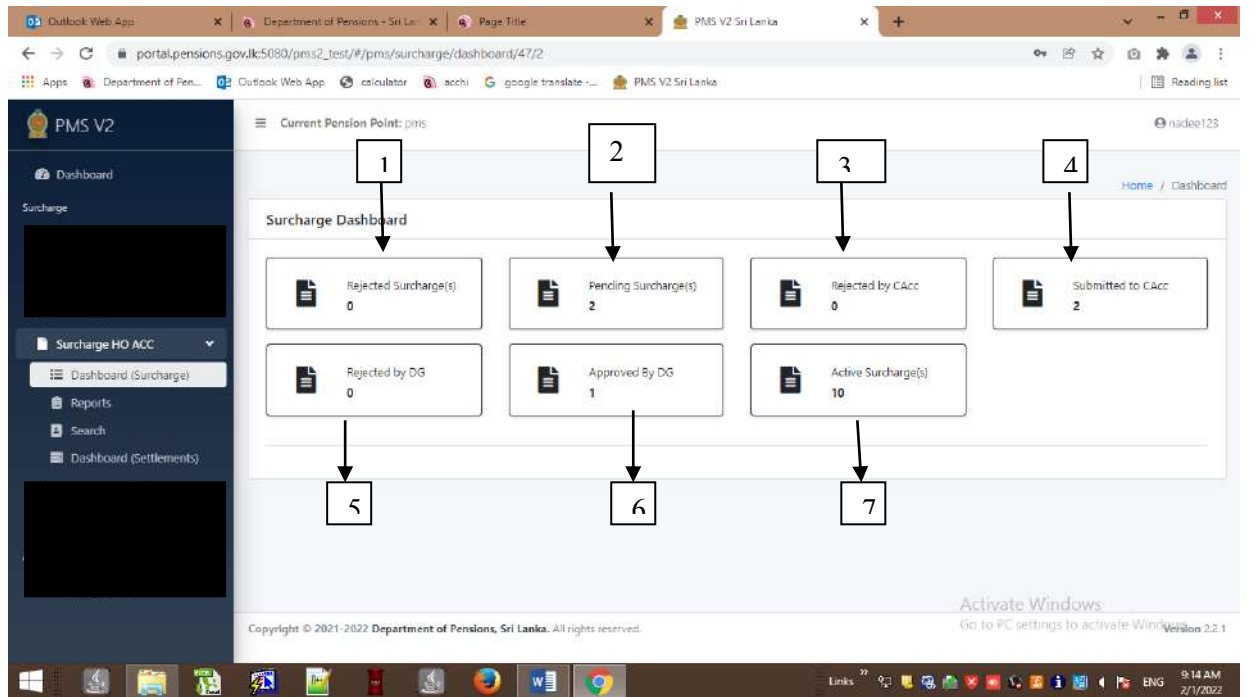 Outlook Web App
Department of Pensions - Sri La
Page Title
PMS V2 Sri Lanka
portal.pensions.gov.lk:5080/pms2_test/#/pms/surcharge/dashboard/47/2
Apps
Department of Pen...
Outlook Web App
calculator
acchi
google translate -...
PMS V2 Sri Lanka
Reading list
PMS V2
Current Pension Point: pms
nadee123
1
2
3
4
Dashboard
Home / Dashboard
Surcharge
Surcharge Dashboard
Rejected Surcharge(s)
0
Pending Surcharge(s)
2
Rejected by CAcc
0
Submitted to CAcc
2
Surcharge HO ACC
Dashboard (Surcharge)
Reports
Search
Dashboard (Settlements)
Rejected by DG
0
Approved By DG
1
Active Surcharge(s)
10
5
6
7
Activate Windows
Go to PC settings to activate Windows.
Copyright © 2021-2022 Department of Pensions, Sri Lanka. All rights reserved.
Version 2.2.1
Links
ENG
9:14 AM
2/1/2022